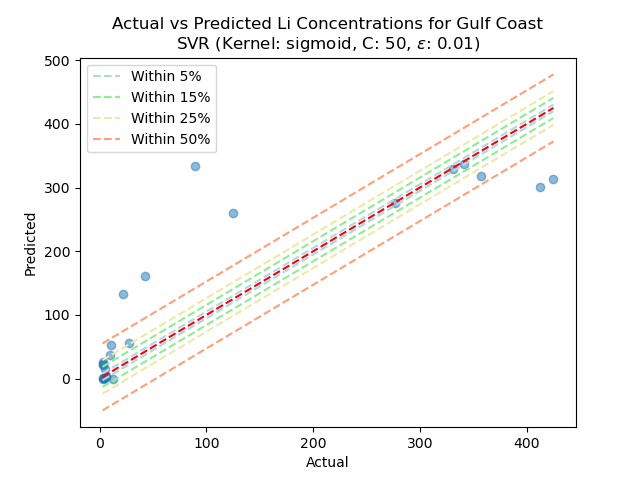 Actual vs Predicted Li Concentrations for Gulf Coast
SVR (Kernel: sigmoid, C: 50, ε: 0.01)
Within 5%
Within 15%
Within 25%
Within 50%
500
400
300
200
100
0
Predicted
0 100 200 300 400
Actual